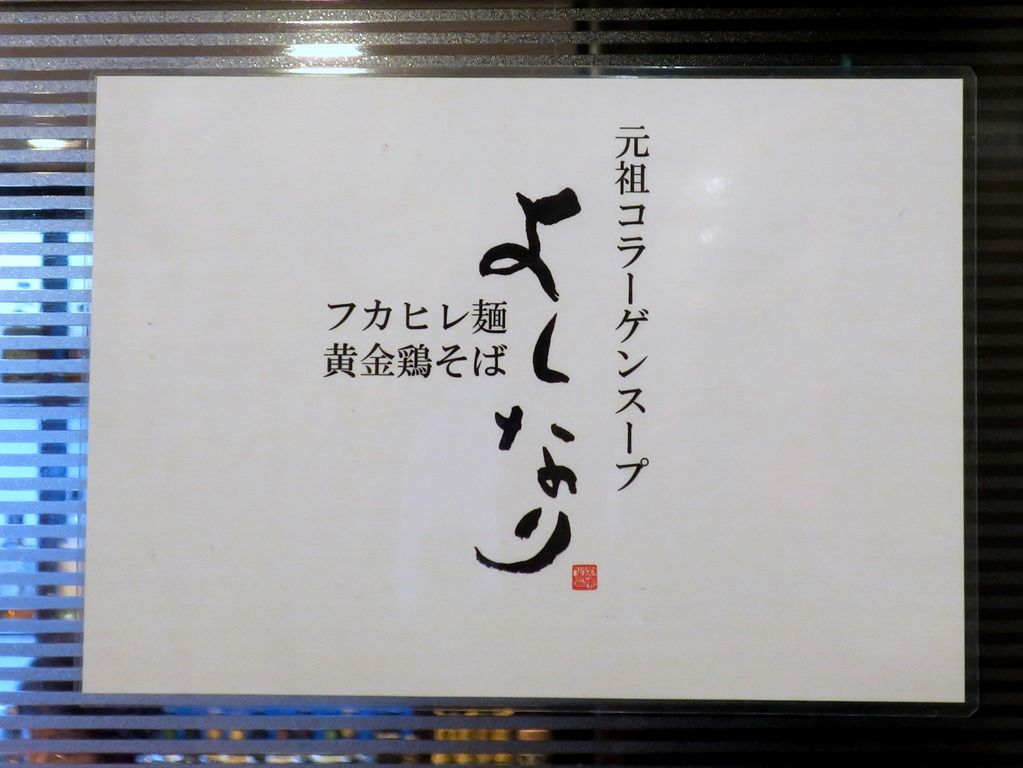 元祖コラーゲンスープ
よしなり
フカヒレ麺
黄金鶏そば